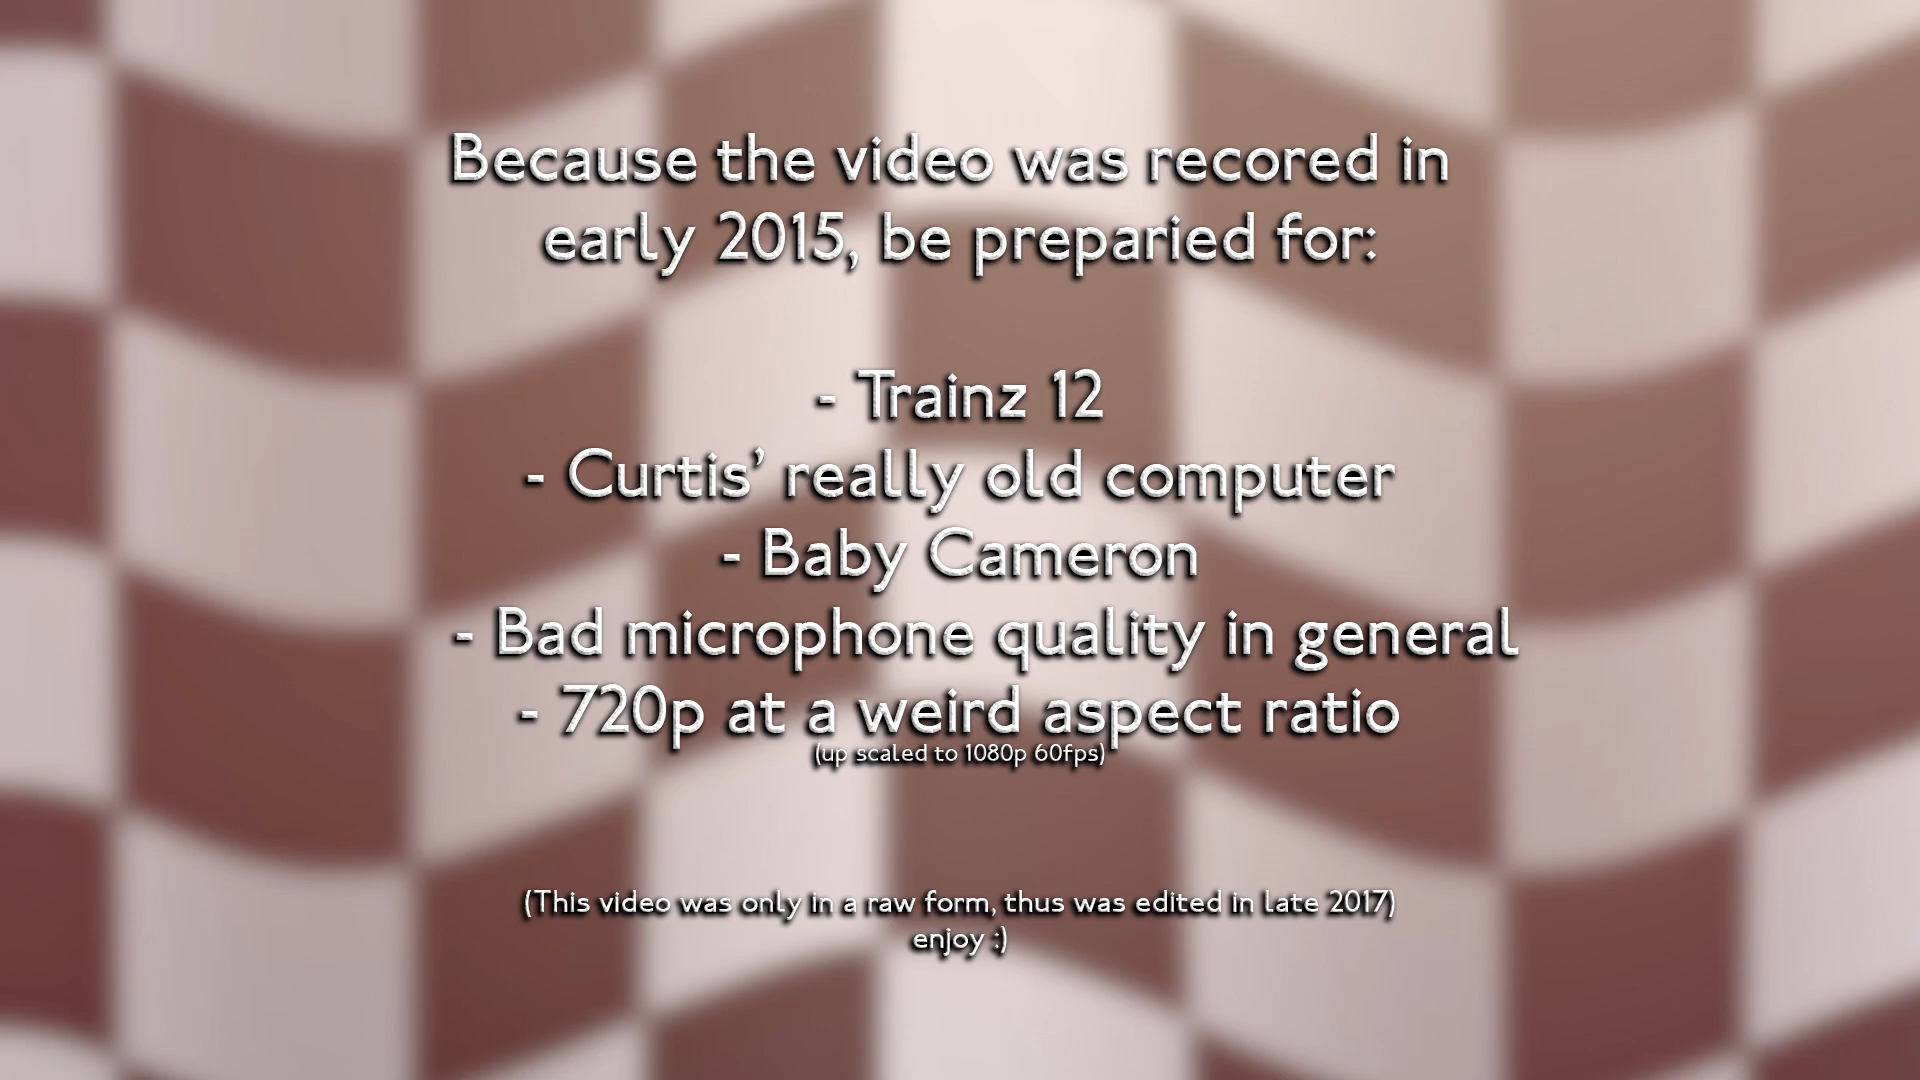 Because the video was recored in
early 2015, be preparied for:
- Trainz 12
- Curtis’ really old computer
- Baby Cameron
- Bad microphone quality in general
- 720p at a weird aspect ratio
(up scaled to 1080p 60fps)
(This video was only in a raw form, thus was edited in late 2017)
enjoy :)